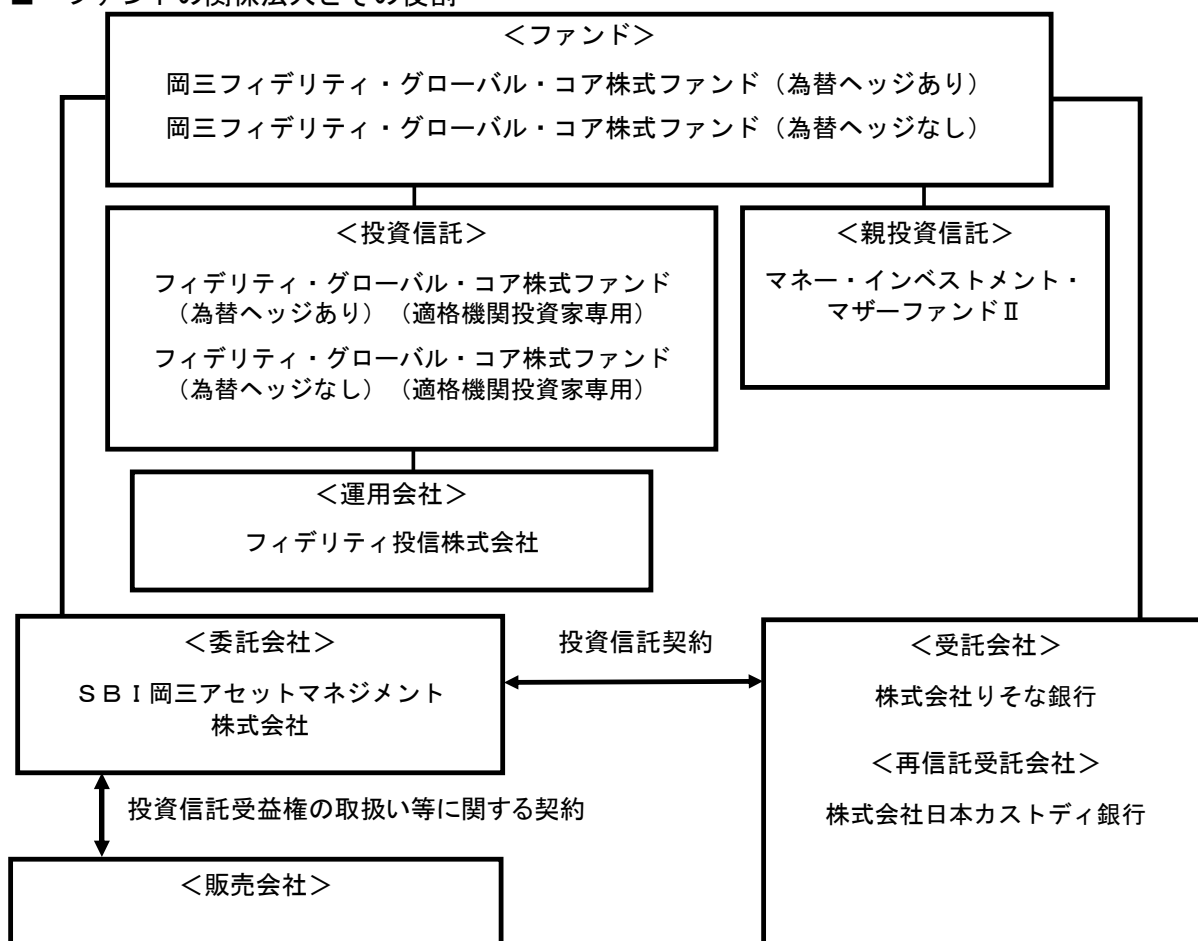 ■ ファンドの関係法人とその役割
＜ファンド＞
岡三フィデリティ・グローバル・コア株式ファンド（為替ヘッジあり）
岡三フィデリティ・グローバル・コア株式ファンド（為替ヘッジなし）
＜投資信託＞
フィデリティ・グローバル・コア株式ファンド
（為替ヘッジあり）（適格機関投資家専用）
フィデリティ・グローバル・コア株式ファンド
（為替ヘッジなし）（適格機関投資家専用）
＜親投資信託＞
マネー・インベストメント・
マザーファンドⅡ
＜運用会社＞
フィデリティ投信株式会社
＜委託会社＞
ＳＢＩ岡三アセットマネジメント
株式会社
投資信託契約
＜受託会社＞
株式会社りそな銀行
＜再信託受託会社＞
株式会社日本カストディ銀行
投資信託受益権の取扱い等に関する契約
＜販売会社＞